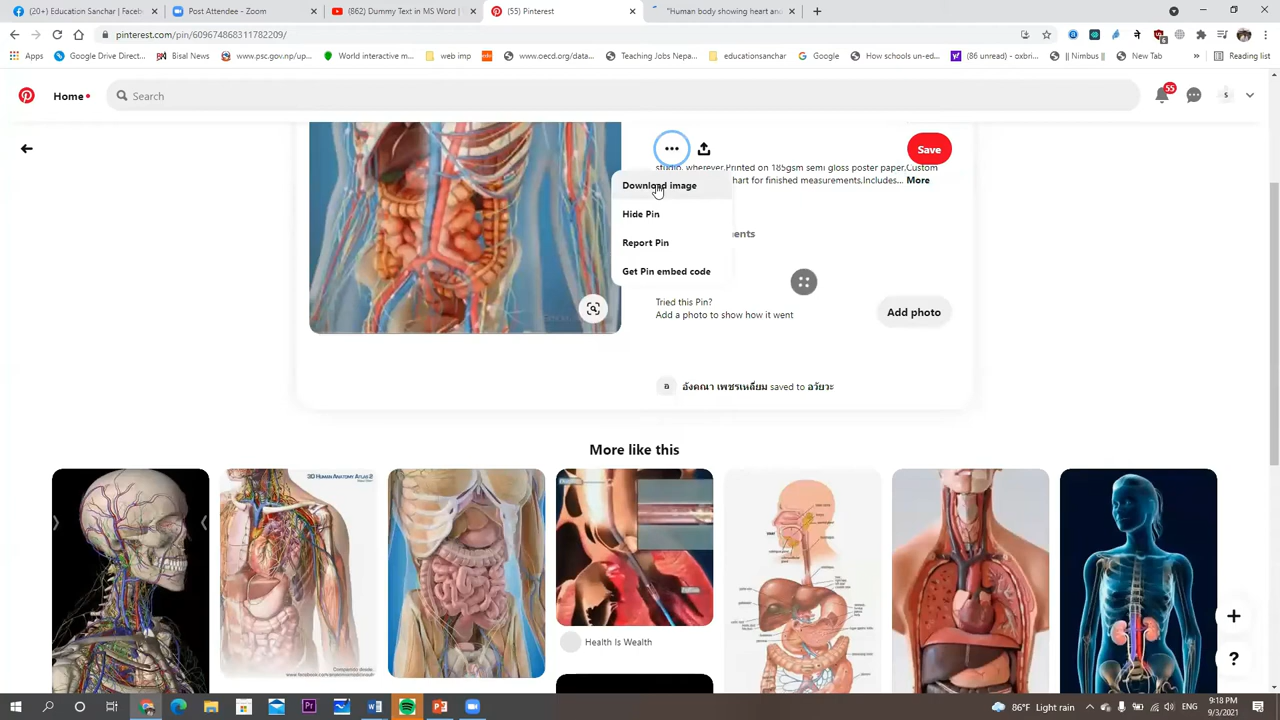 (20+) Education Sanchar | Faceb
Post Attendee - Zoom
(862) Dummy Text in MS Word |
(55) Pinterest
"Human body showing heart and
pinterest.com/pin/609674868311782209/
Apps
Google Drive Direct...
Bisal News
www.psc.gov.np/up...
World interactive m...
web imp
www.oecd.org/data...
Teaching Jobs Nepa...
educationsanchar
Google
How schools un-ed...
(86 unread) - oxbri...
|| Nimbus ||
New Tab
»
Reading list
Home
Search
55
s
Save
studio, wherever.Printed on 185gsm semi gloss poster paper.Custom
hart for finished measurements.Includes... More
Download image
Hide Pin
Report Pin
Get Pin embed code
ents
Tried this Pin?
Add a photo to show how it went
Add photo
อ
อังคณา เพชรเหลี่ยม saved to อวัยวะ
More like this
3D Human Anatomy Atlas 2
Health Is Wealth
+
?
86°F Light rain
9:18 PM
9/3/2021